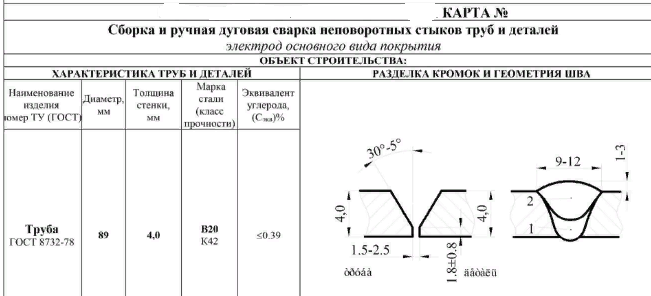 КАРТА №
Сборка и ручная дуговая сварка неповоротных стыков труб и деталей
электрод основного вида покрытия
ОБЪЕКТ СТРОИТЕЛЬСТВА:
ХАРАКТЕРИСТИКА ТРУБ И ДЕТАЛЕЙ
РАЗДЕЛКА КРОМОК И ГЕОМЕТРИЯ ШВА
Наименование
изделия
номер ТУ (ГОСТ)
Диаметр,
мм
Толщина
стенки,
мм
Марка
стали
(класс
прочности)
Эквивалент
углерода,
(Сэкв)%
Труба
ГОСТ 8732-78
89
4,0
В20
К42
≤0.39
30°-5°
4,0
4,0
1.5-2.5
1.8±0.8
òðóáà
äåòàëü
9-12
1-3
2
1